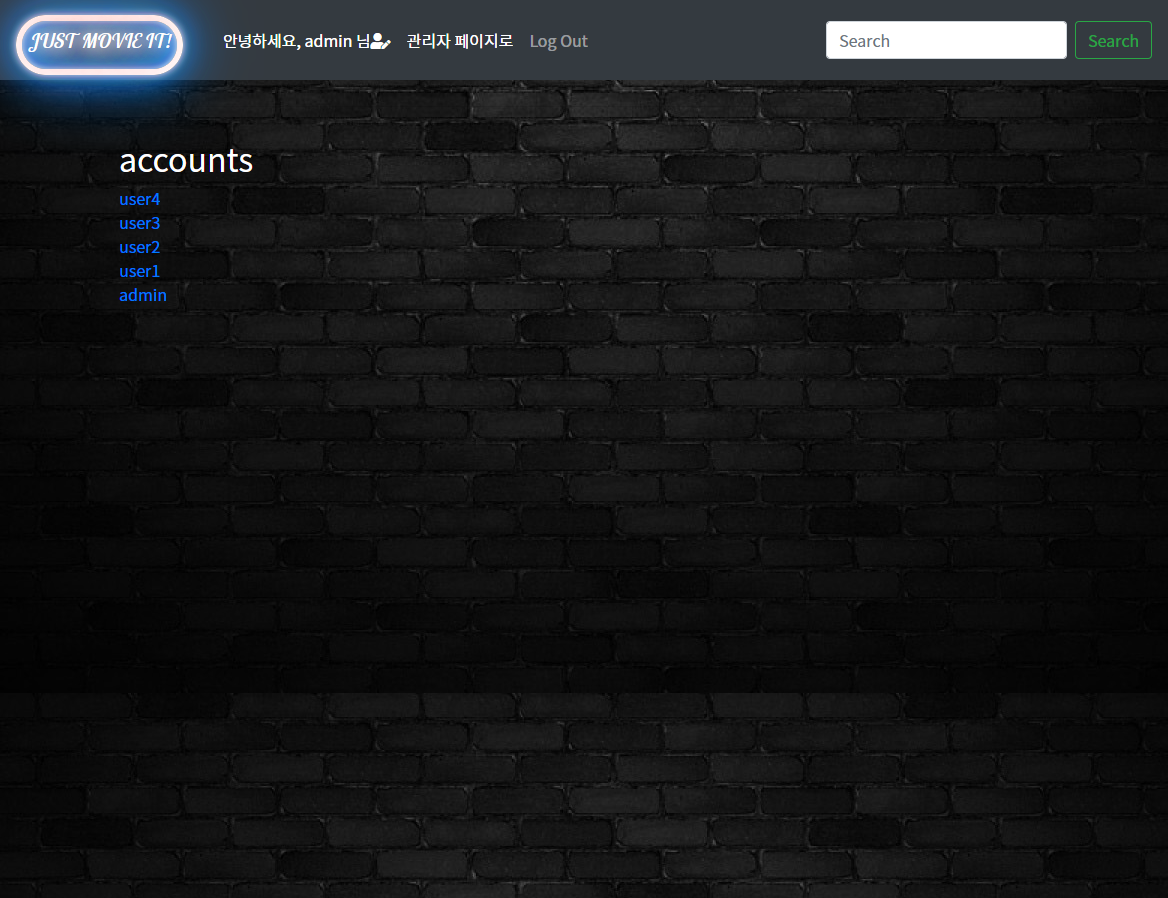 JUST MOVIE IT!
안녕하세요, admin 님 관리자 페이지로 Log Out
Search Search
accounts
user4
user3
user2
user1
admin